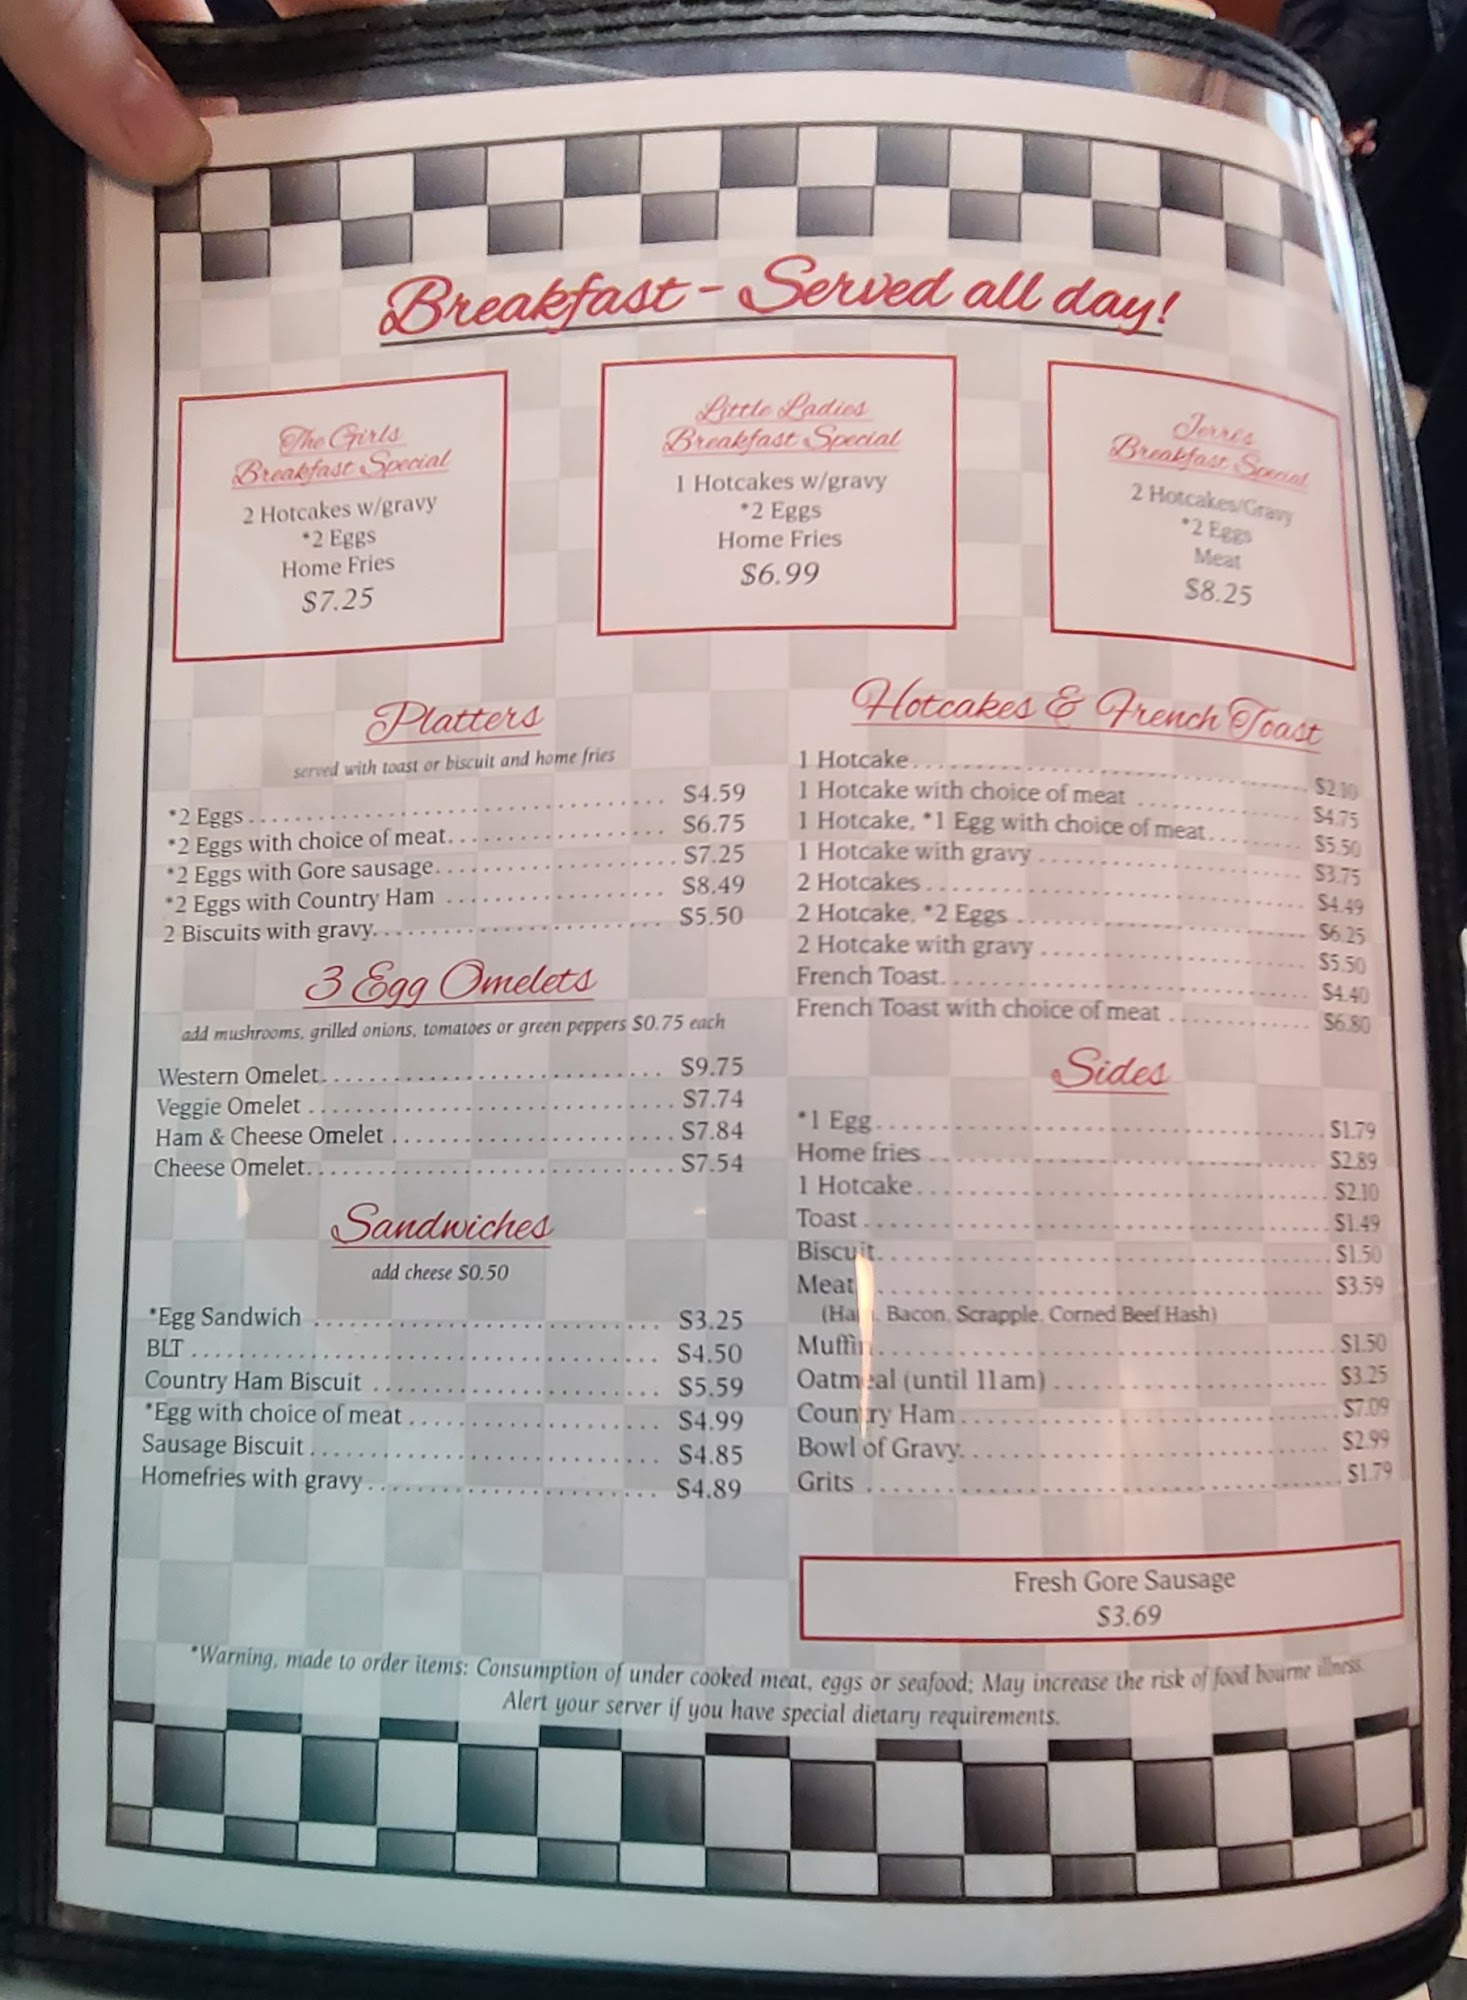 Breakfast - Served all day!
The Girls
Breakfast Special
2 Hotcakes w/gravy
*2 Eggs
Home Fries
$7.25
Little Ladies
Breakfast Special
1 Hotcakes w/gravy
*2 Eggs
Home Fries
$6.99
Jerris
Breakfast Special
2 Hotcakes/Gravy
*2 Eggs
Meat
$8.25
Platters
served with toast or biscuit and home fries
*2 Eggs $4.59
*2 Eggs with choice of meat $6.75
*2 Eggs with Gore sausage $7.25
*2 Eggs with Country Ham $8.49
2 Biscuits with gravy $5.50
3 Egg Omelets
add mushrooms, grilled onions, tomatoes or green peppers $0.75 each
Western Omelet $9.75
Veggie Omelet $7.74
Ham & Cheese Omelet $7.84
Cheese Omelet $7.54
Sandwiches
add cheese $0.50
*Egg Sandwich $3.25
BLT $4.50
Country Ham Biscuit $5.59
*Egg with choice of meat $4.99
Sausage Biscuit $4.85
Homefries with gravy $4.89
Hotcakes & French Toast
1 Hotcake $2.10
1 Hotcake with choice of meat $4.75
1 Hotcake, *1 Egg with choice of meat $5.50
1 Hotcake with gravy $3.75
2 Hotcakes $4.49
2 Hotcake, *2 Eggs $6.25
2 Hotcake with gravy $5.50
French Toast $4.40
French Toast with choice of meat $6.80
Sides
*1 Egg $1.79
Home fries $2.89
1 Hotcake $2.10
Toast $1.49
Biscuit $1.50
Meat $3.59
(Ham, Bacon, Scrapple, Corned Beef Hash)
Muffin $1.50
Oatmeal (until 11am) $3.25
Country Ham $7.09
Bowl of Gravy $2.99
Grits $1.79
Fresh Gore Sausage
$3.69
*Warning, made to order items: Consumption of under cooked meat, eggs or seafood; May increase the risk of food bourne illness.
Alert your server if you have special dietary requirements.